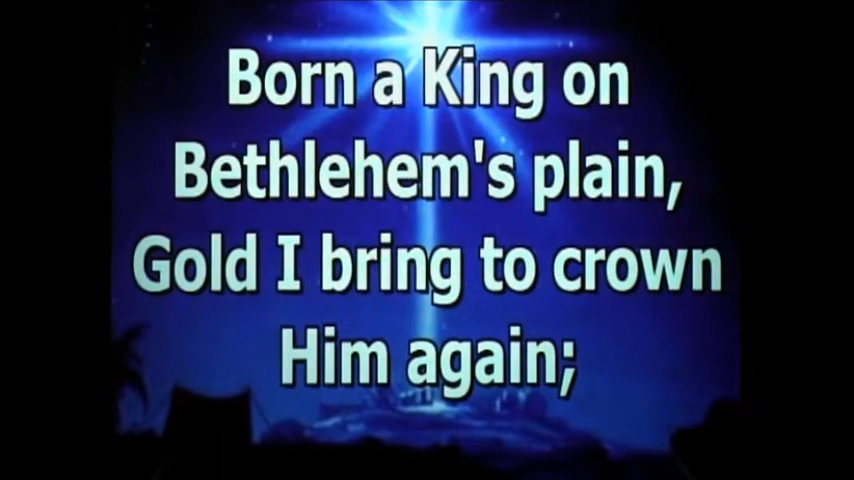 Born a King on
Bethlehem's plain,
Gold I bring to crown
Him again;